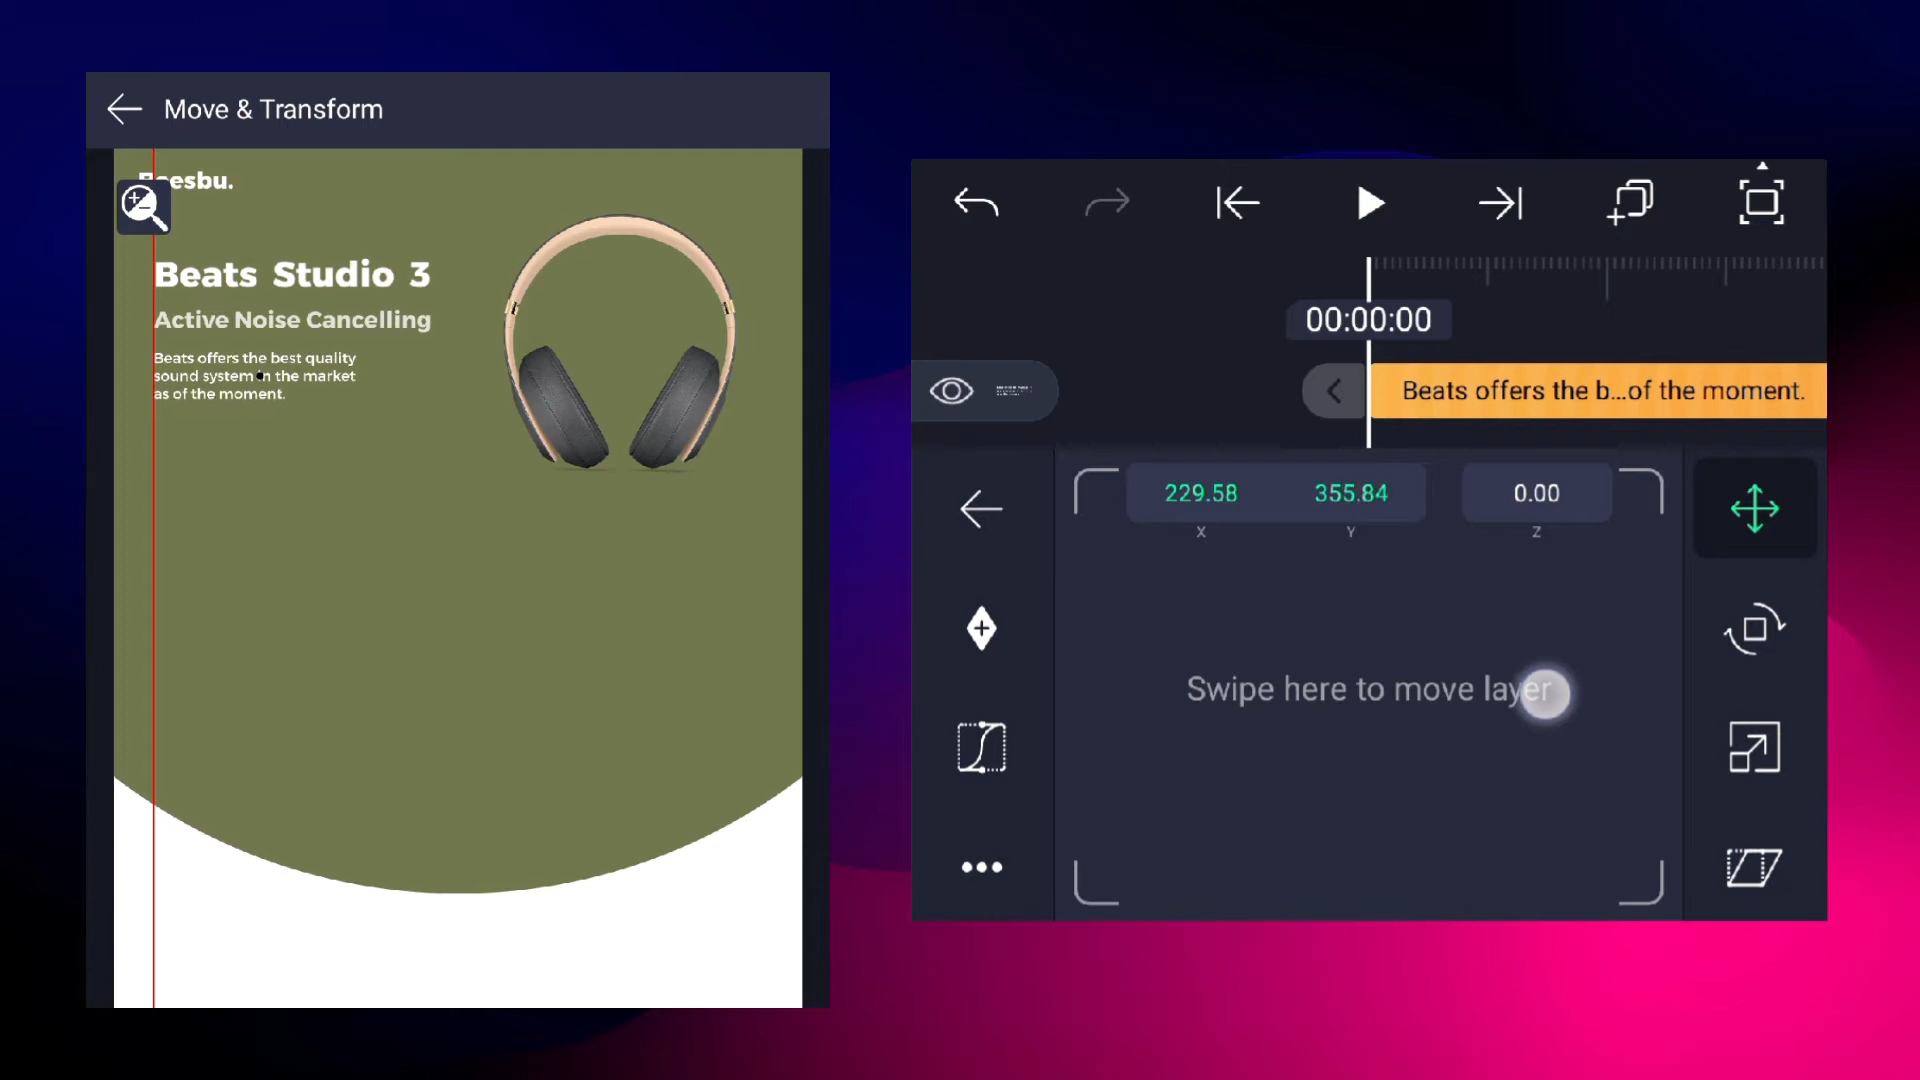 Move & Transform
Beats Studio 3
Active Noise Cancelling
Beats offers the best quality
sound system in the market
as of the moment.
00:00:00
Beats offers the b...of the moment.
229.58 355.84 0.00
X Y Z
Swipe here to move layer